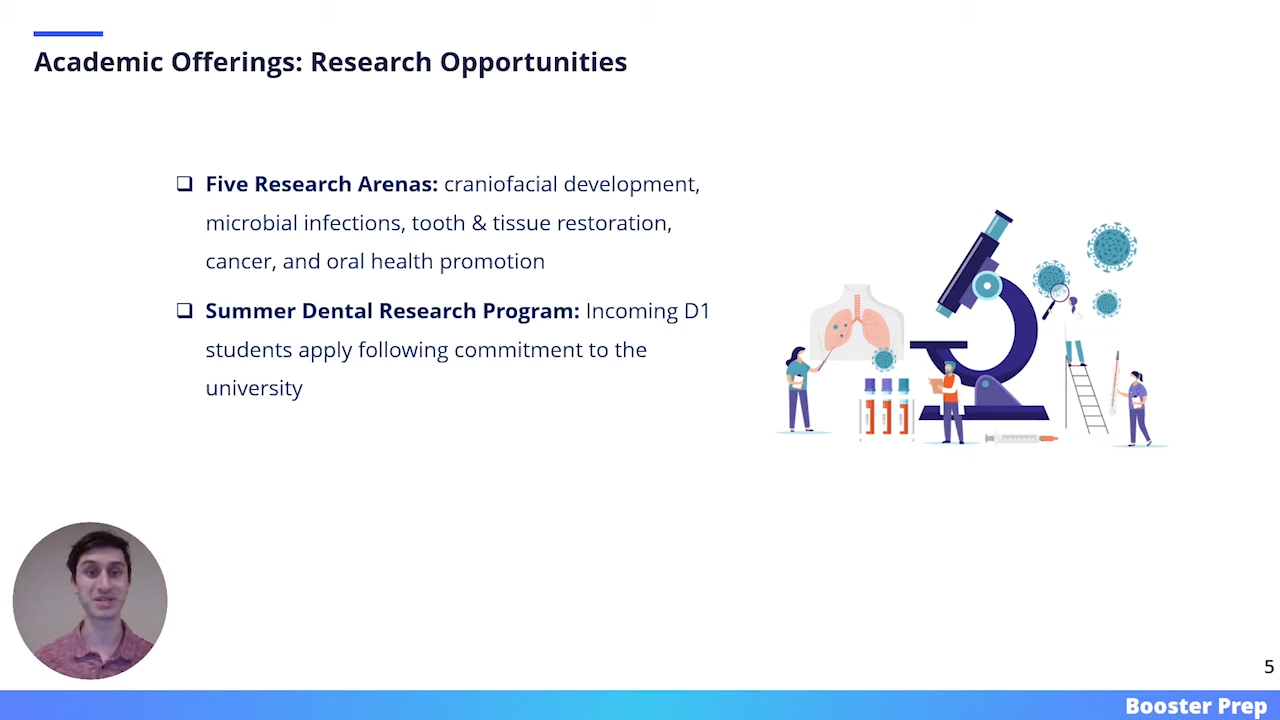 Academic Offerings: Research Opportunities
❑ Five Research Arenas: craniofacial development,
microbial infections, tooth & tissue restoration,
cancer, and oral health promotion
❑ Summer Dental Research Program: Incoming D1
students apply following commitment to the
university
5
Booster Prep